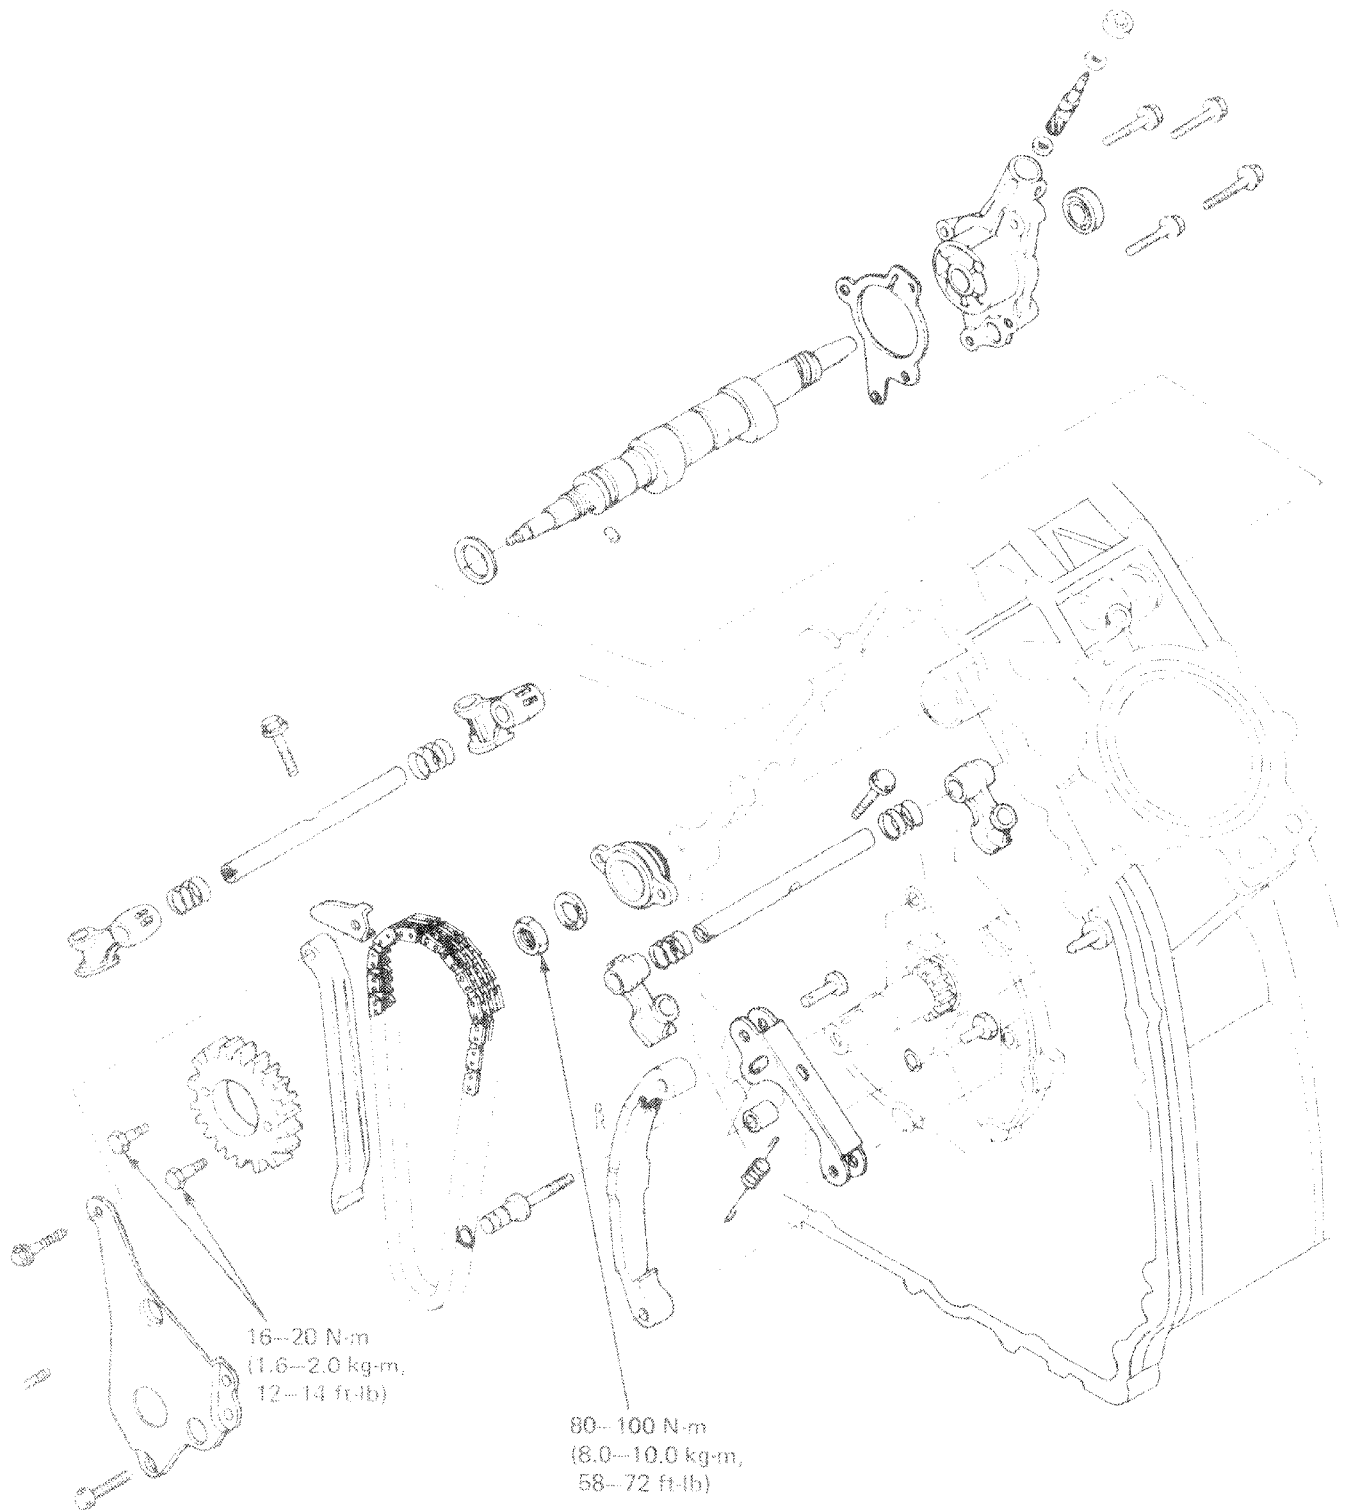 16–20 N·m
(1.6–2.0 kg-m,
12–14 ft-lb)
80–100 N-m
(8.0–10.0 kg-m,
58–72 ft-lb)